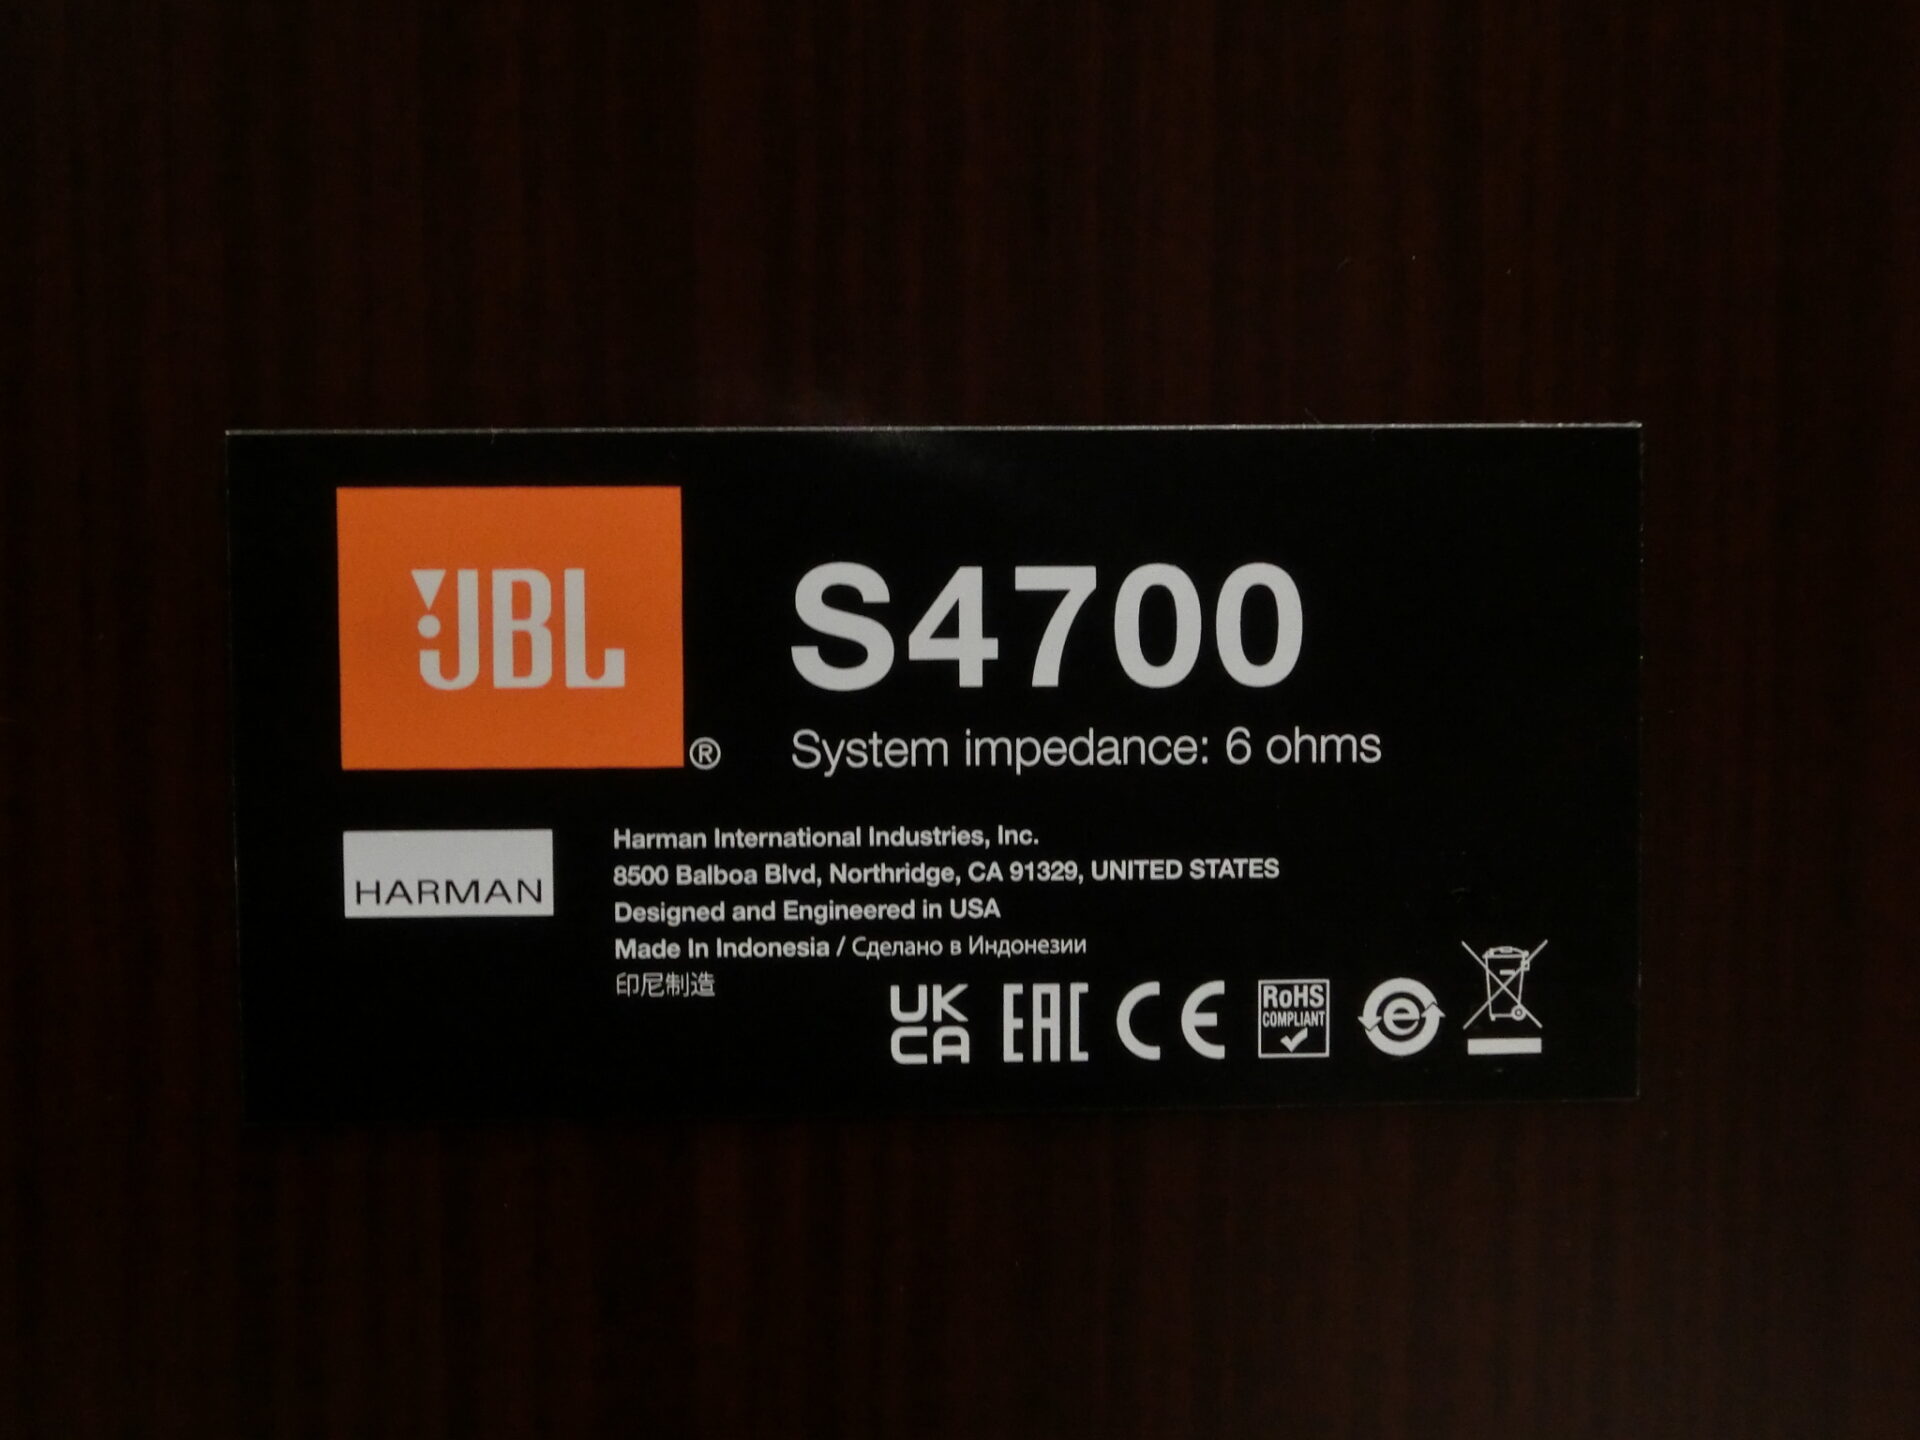 JBL
®
S4700
System impedance: 6 ohms
HARMAN
Harman International Industries, Inc.
8500 Balboa Blvd, Northridge, CA 91329, UNITED STATES
Designed and Engineered in USA
Made In Indonesia / Сделано в Индонезии
印尼制造
UK
CA
EAC
CE
RoHS
COMPLIANT
e